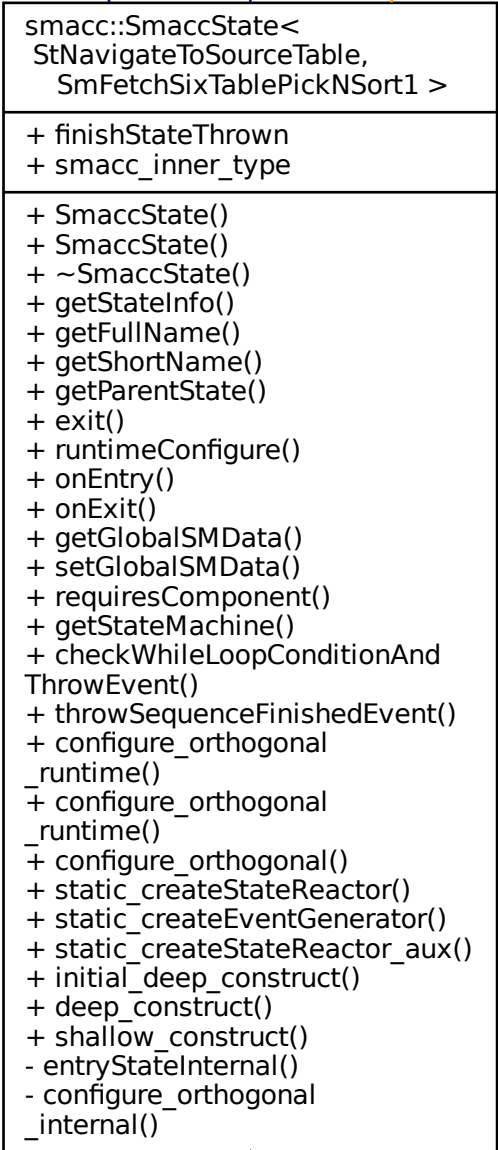 smacc::SmaccState<
StNavigateToSourceTable,
SmFetchSixTablePickNSort1 >
+ finishStateThrown
+ smacc_inner_type
+ SmaccState()
+ SmaccState()
+ ~SmaccState()
+ getStateInfo()
+ getFullName()
+ getShortName()
+ getParentState()
+ exit()
+ runtimeConfigure()
+ onEntry()
+ onExit()
+ getGlobalSMData()
+ setGlobalSMData()
+ requiresComponent()
+ getStateMachine()
+ checkWhileLoopConditionAnd
ThrowEvent()
+ throwSequenceFinishedEvent()
+ configure_orthogonal
_runtime()
+ configure_orthogonal
_runtime()
+ configure_orthogonal()
+ static_createStateReactor()
+ static_createEventGenerator()
+ static_createStateReactor_aux()
+ initial_deep_construct()
+ deep_construct()
+ shallow_construct()
- entryStateInternal()
- configure_orthogonal
_internal()